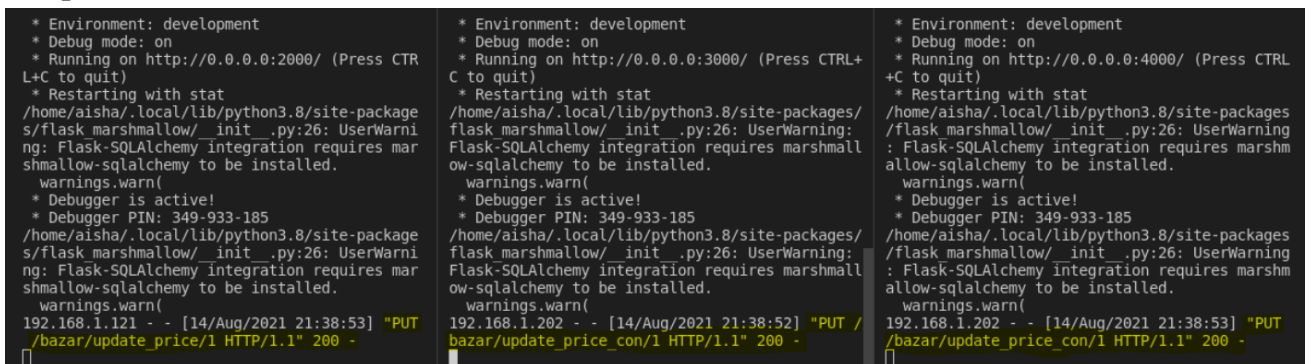 * Environment: development
* Debug mode: on
* Running on http://0.0.0.0:2000/ (Press CTR
L+C to quit)
* Restarting with stat
/home/aisha/.local/lib/python3.8/site-package
s/flask_marshmallow/__init__.py:26: UserWarni
ng: Flask-SQLAlchemy integration requires mar
shmallow-sqlalchemy to be installed.
warnings.warn(
* Debugger is active!
* Debugger PIN: 349-933-185
/home/aisha/.local/lib/python3.8/site-package
s/flask_marshmallow/__init__.py:26: UserWarni
ng: Flask-SQLAlchemy integration requires mar
shmallow-sqlalchemy to be installed.
warnings.warn(
192.168.1.121 - - [14/Aug/2021 21:38:53] "PUT
/bazar/update_price/1 HTTP/1.1" 200 -
* Environment: development
* Debug mode: on
* Running on http://0.0.0.0:3000/ (Press CTRL+
C to quit)
* Restarting with stat
/home/aisha/.local/lib/python3.8/site-packages/
flask_marshmallow/__init__.py:26: UserWarning:
Flask-SQLAlchemy integration requires marshmall
ow-sqlalchemy to be installed.
warnings.warn(
* Debugger is active!
* Debugger PIN: 349-933-185
/home/aisha/.local/lib/python3.8/site-packages/
flask_marshmallow/__init__.py:26: UserWarning:
Flask-SQLAlchemy integration requires marshmall
ow-sqlalchemy to be installed.
warnings.warn(
192.168.1.202 - - [14/Aug/2021 21:38:52] "PUT /
bazar/update_price_con/1 HTTP/1.1" 200 -
* Environment: development
* Debug mode: on
* Running on http://0.0.0.0:4000/ (Press CTRL
+C to quit)
* Restarting with stat
/home/aisha/.local/lib/python3.8/site-packages
/flask_marshmallow/__init__.py:26: UserWarning
: Flask-SQLAlchemy integration requires marshm
allow-sqlalchemy to be installed.
warnings.warn(
* Debugger is active!
* Debugger PIN: 349-933-185
/home/aisha/.local/lib/python3.8/site-packages
/flask_marshmallow/__init__.py:26: UserWarning
: Flask-SQLAlchemy integration requires marshm
allow-sqlalchemy to be installed.
warnings.warn(
192.168.1.202 - - [14/Aug/2021 21:38:53] "PUT
/bazar/update_price_con/1 HTTP/1.1" 200 -